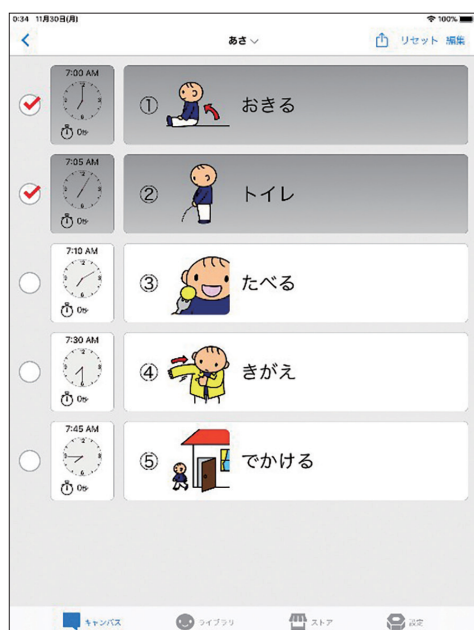 0:34 11月30日(月) 100%
あさ リセット 編集
7:00 AM
① おきる
0分
7:05 AM
② トイレ
0分
7:10 AM
③ たべる
0分
7:30 AM
④ きがえ
0分
7:45 AM
⑤ でかける
0分
キャンバス ライブラリ ストア 設定